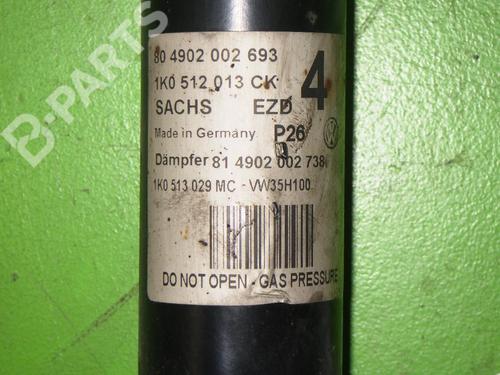 B-PARTS
80 4902 002 693
1K0 512 013 CK 4
SACHS EZD
Made in Germany P26
Dämpfer 81 4902 002 738
1K0 513 029 MC - VW35H100
DO NOT OPEN - GAS PRESSURE